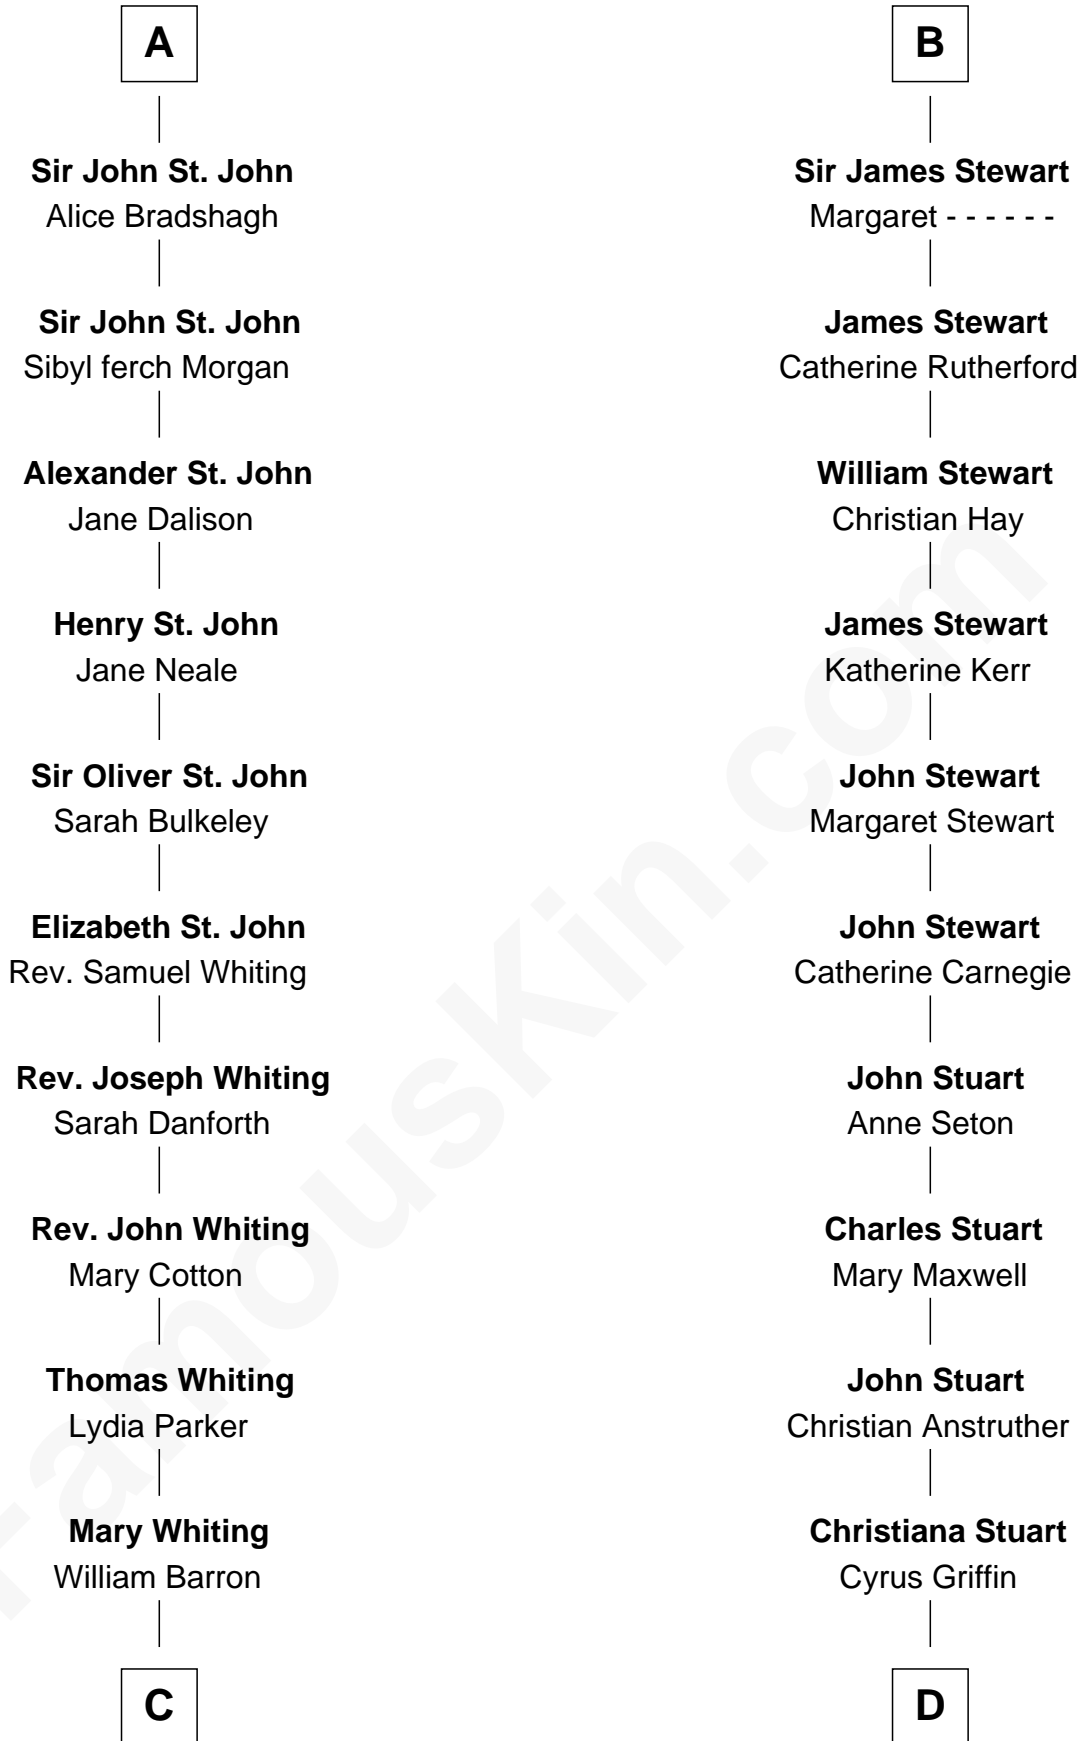 A
Sir John St. John
Alice Bradshagh
Sir John St. John
Sibyl ferch Morgan
Alexander St. John
Jane Dalison
Henry St. John
Jane Neale
Sir Oliver St. John
Sarah Bulkeley
Elizabeth St. John
Rev. Samuel Whiting
Rev. Joseph Whiting
Sarah Danforth
Rev. John Whiting
Mary Cotton
Thomas Whiting
Lydia Parker
Mary Whiting
William Barron
C
B
Sir James Stewart
Margaret - - - - - -
James Stewart
Catherine Rutherford
William Stewart
Christian Hay
James Stewart
Katherine Kerr
John Stewart
Margaret Stewart
John Stewart
Catherine Carnegie
John Stuart
Anne Seton
Charles Stuart
Mary Maxwell
John Stuart
Christian Anstruther
Christiana Stuart
Cyrus Griffin
D
FamousKin.com